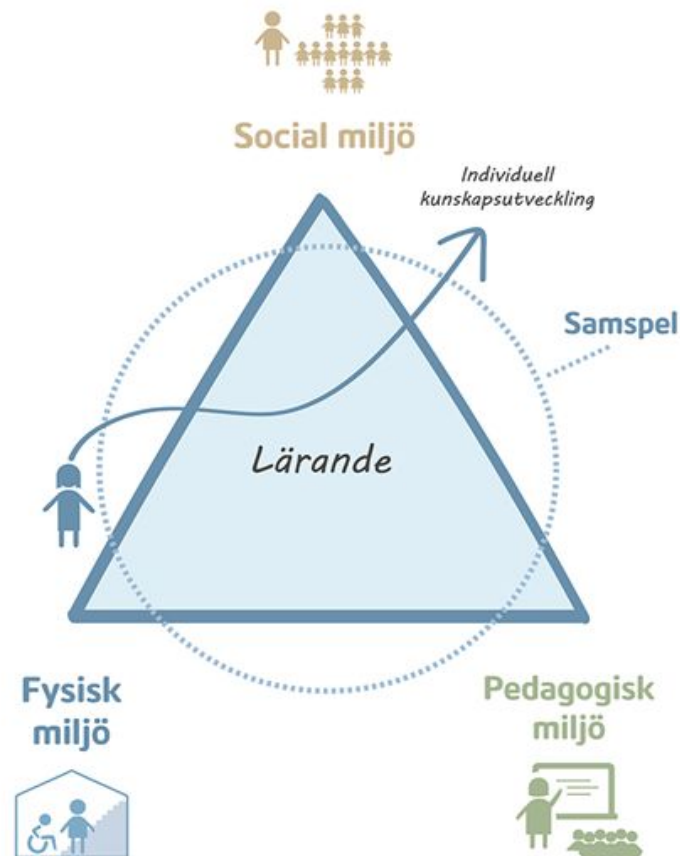 Social miljö
Individuell
kunskapsutveckling
Samspel
Lärande
Fysisk
miljö
Pedagogisk
miljö